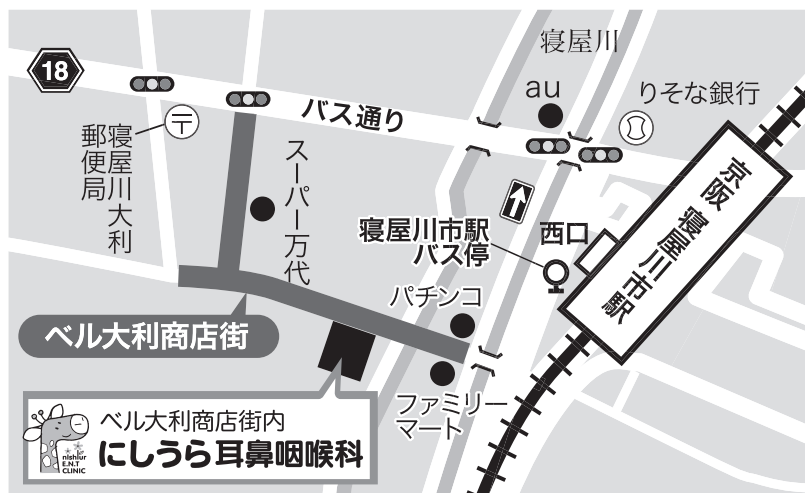 寝屋川
18
au
りそな銀行
バス通り
寝屋川大利
郵便局
スーパー万代
京阪 寝屋川市駅
西口
寝屋川市駅
バス停
パチンコ
ベル大利商店街
ファミリー
マート
ベル大利商店街内
にしうら耳鼻咽喉科
nishiur
E.N.T
CLINIC